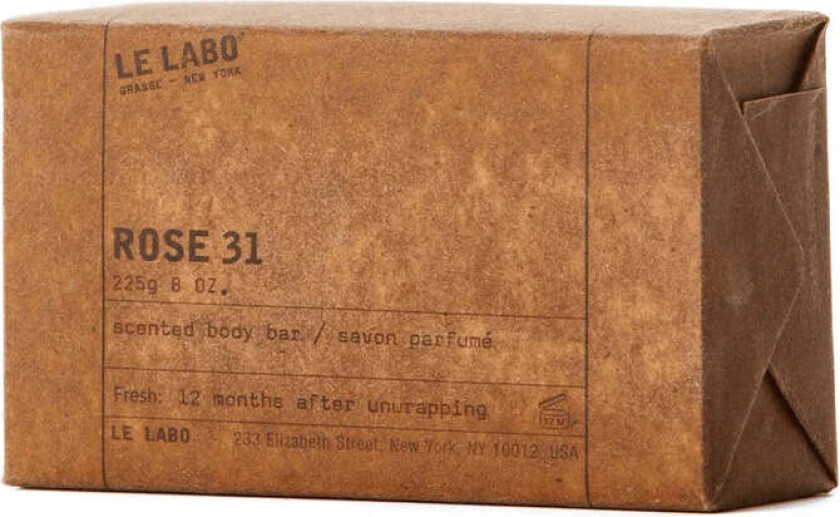 LE LABO
GRASSE — NEW YORK
ROSE 31
225g 8 OZ.
scented body bar / savon parfumé
Fresh: 12 months after unwrapping
12 M
LE LABO 233 Elizabeth Street, New York, NY 10012 USA